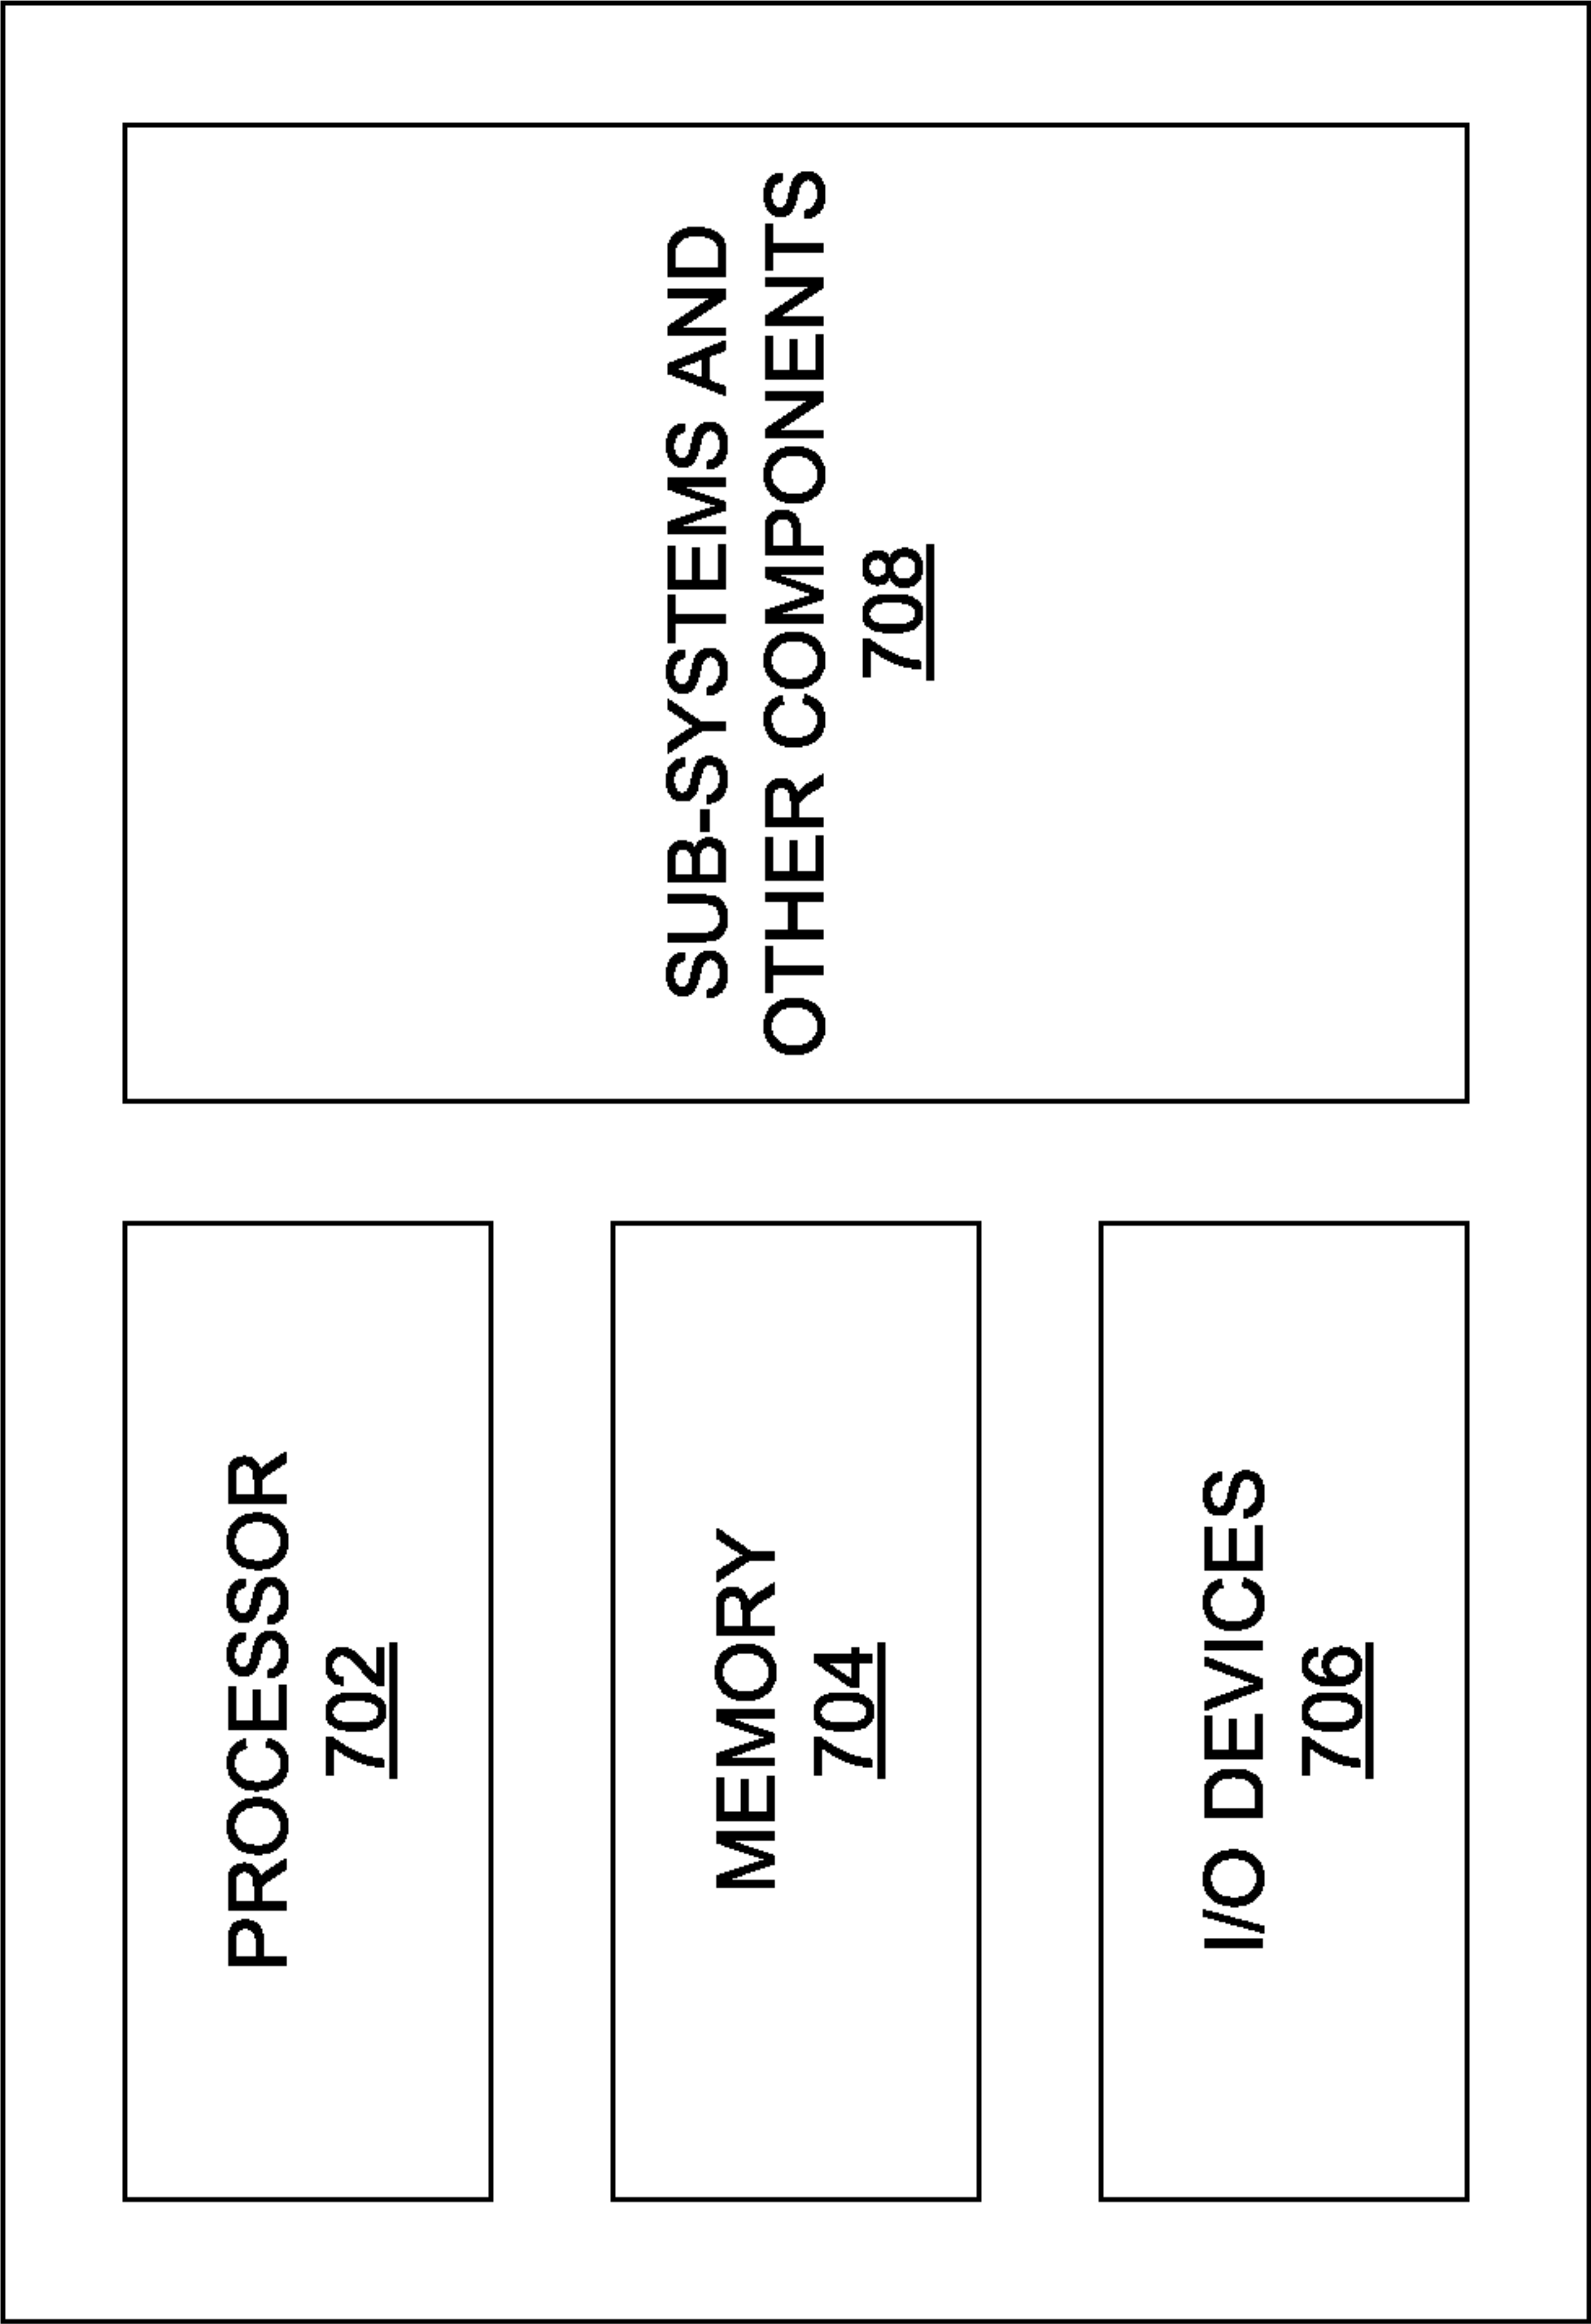 PROCESSOR
702
MEMORY
704
I/O DEVICES
706
SUB-SYSTEMS AND
OTHER COMPONENTS
708